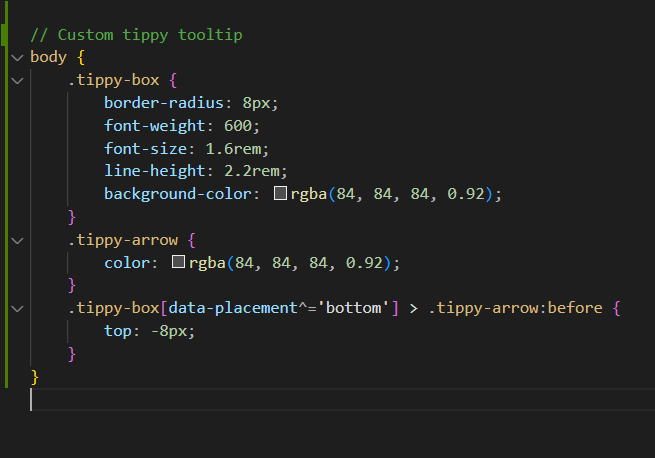 // Custom tippy tooltip
body {
.tippy-box {
border-radius: 8px;
font-weight: 600;
font-size: 1.6rem;
line-height: 2.2rem;
background-color: rgba(84, 84, 84, 0.92);
}
.tippy-arrow {
color: rgba(84, 84, 84, 0.92);
}
.tippy-box[data-placement^='bottom'] > .tippy-arrow:before {
top: -8px;
}
}